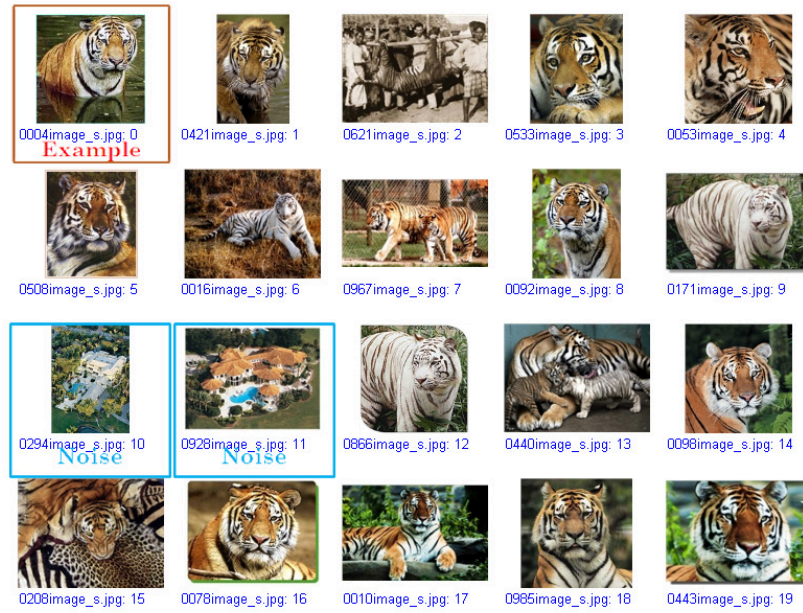 0004image_s.jpg: 0
0421image_s.jpg: 1
0621image_s.jpg: 2
0533image_s.jpg: 3
0053image_s.jpg: 4
Example
0508image_s.jpg: 5
0016image_s.jpg: 6
0967image_s.jpg: 7
0092image_s.jpg: 8
0171image_s.jpg: 9
0294image_s.jpg: 10
0928image_s.jpg: 11
0866image_s.jpg: 12
0440image_s.jpg: 13
0098image_s.jpg: 14
Noise
Noise
0208image_s.jpg: 15
0078image_s.jpg: 16
0010image_s.jpg: 17
0985image_s.jpg: 18
0443image_s.jpg: 19